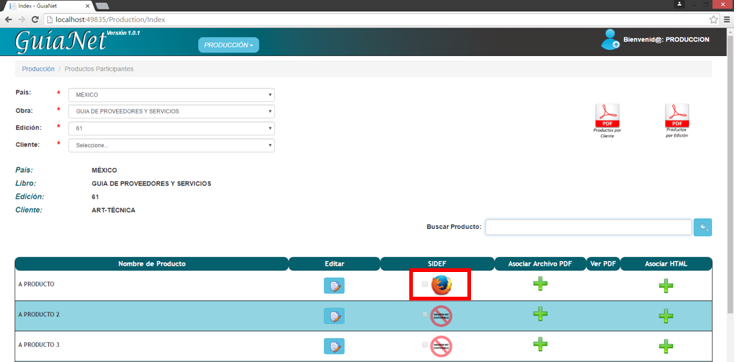 Index - GuiaNet
localhost:49835/Production/Index
GuíaNet Versión 1.0.1
PRODUCCIÓN
Bienvenid@: PRODUCCION
Producción / Productos Participantes
País: * MÉXICO
Obra: * GUIA DE PROVEEDORES Y SERVICIOS
Edición: * 61
Cliente: * Seleccione...
PDF PDF
Productos por Cliente
Productos por Edición
País: MÉXICO
Libro: GUIA DE PROVEEDORES Y SERVICIOS
Edición: 61
Cliente: ART-TÉCNICA
Buscar Producto:
Nombre de Producto Editar SIDEF Asociar Archivo PDF Ver PDF Asociar HTML
A PRODUCTO
A PRODUCTO 2
A PRODUCTO 3